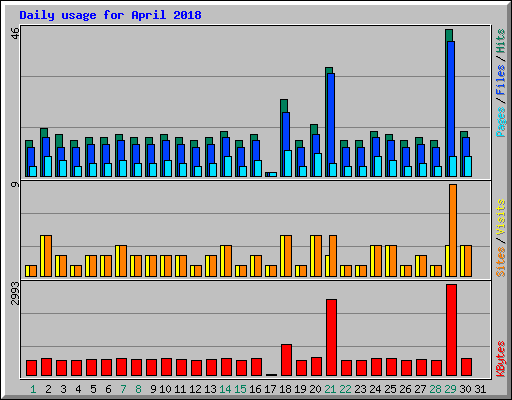 Daily usage for April 2018
46
Pages / Files / Hits
9
Sites / Visits
2993
KBytes
1 2 3 4 5 6 7 8 9 10 11 12 13 14 15 16 17 18 19 20 21 22 23 24 25 26 27 28 29 30 31